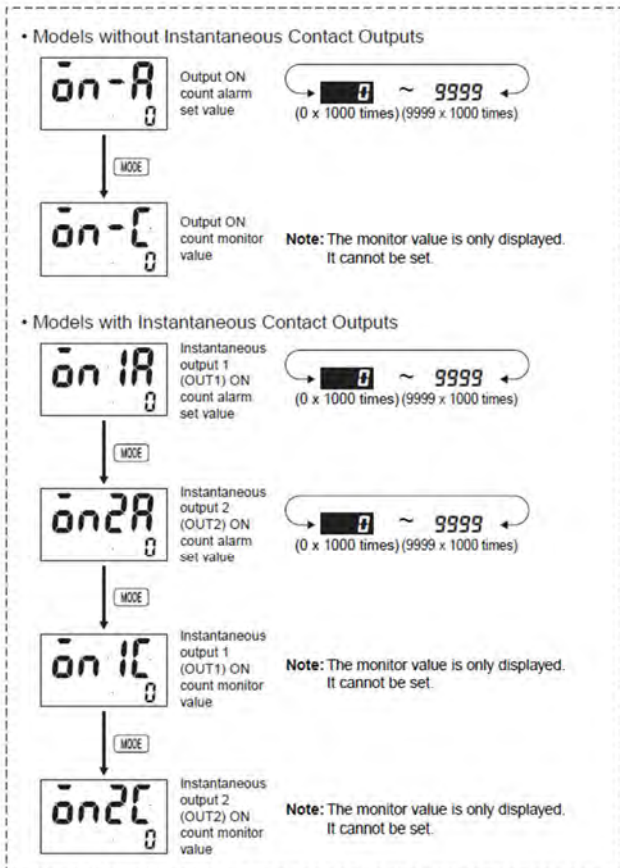 • Models without Instantaneous Contact Outputs
on-A
0
Output ON
count alarm
set value
0 ~ 9999
(0 x 1000 times) (9999 x 1000 times)
MODE
on-C
0
Output ON
count monitor
value
Note: The monitor value is only displayed.
It cannot be set.
• Models with Instantaneous Contact Outputs
on1A
0
Instantaneous
output 1
(OUT1) ON
count alarm
set value
0 ~ 9999
(0 x 1000 times) (9999 x 1000 times)
MODE
on2A
0
Instantaneous
output 2
(OUT2) ON
count alarm
set value
0 ~ 9999
(0 x 1000 times) (9999 x 1000 times)
MODE
on1C
0
Instantaneous
output 1
(OUT1) ON
count monitor
value
Note: The monitor value is only displayed.
It cannot be set.
MODE
on2C
0
Instantaneous
output 2
(OUT2) ON
count monitor
value
Note: The monitor value is only displayed.
It cannot be set.